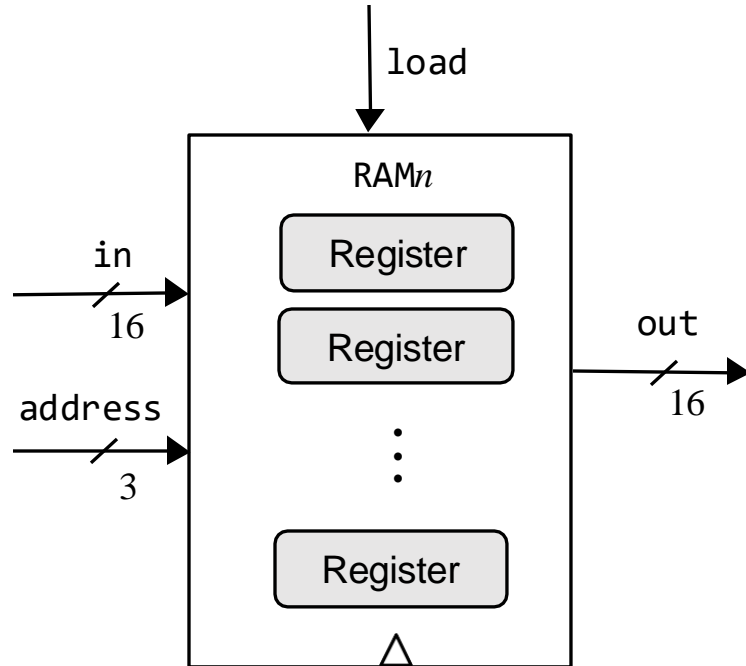 load
RAMn
Register
in
16
Register
out
16
address
3
Register